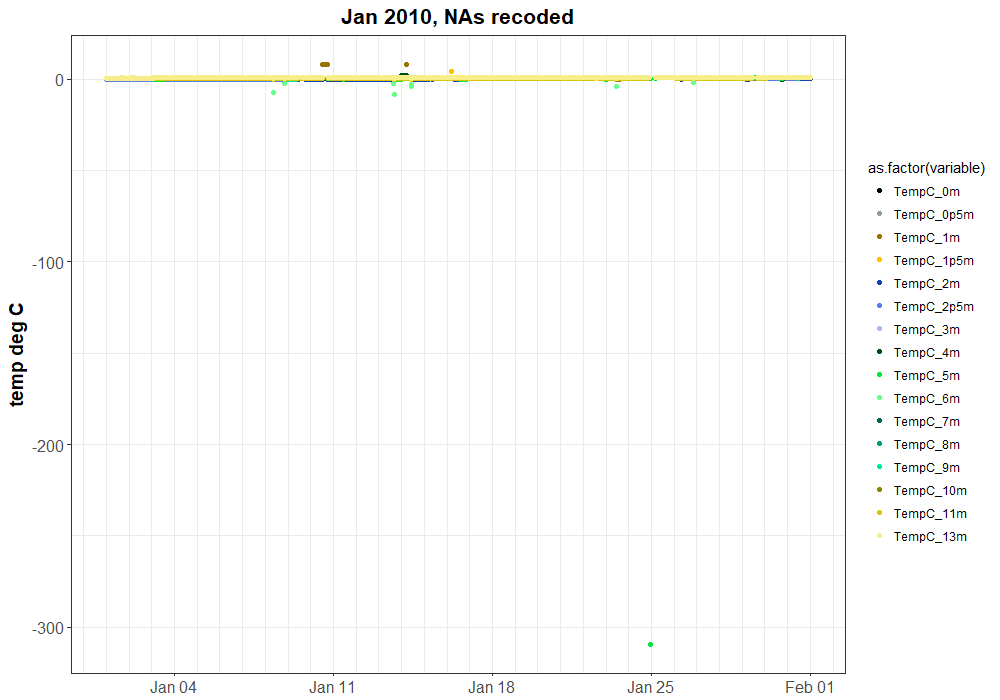 Jan 2010, NAs recoded
temp deg C
0
-100
-200
-300
Jan 04
Jan 11
Jan 18
Jan 25
Feb 01
as.factor(variable)
TempC_0m
TempC_0p5m
TempC_1m
TempC_1p5m
TempC_2m
TempC_2p5m
TempC_3m
TempC_4m
TempC_5m
TempC_6m
TempC_7m
TempC_8m
TempC_9m
TempC_10m
TempC_11m
TempC_13m